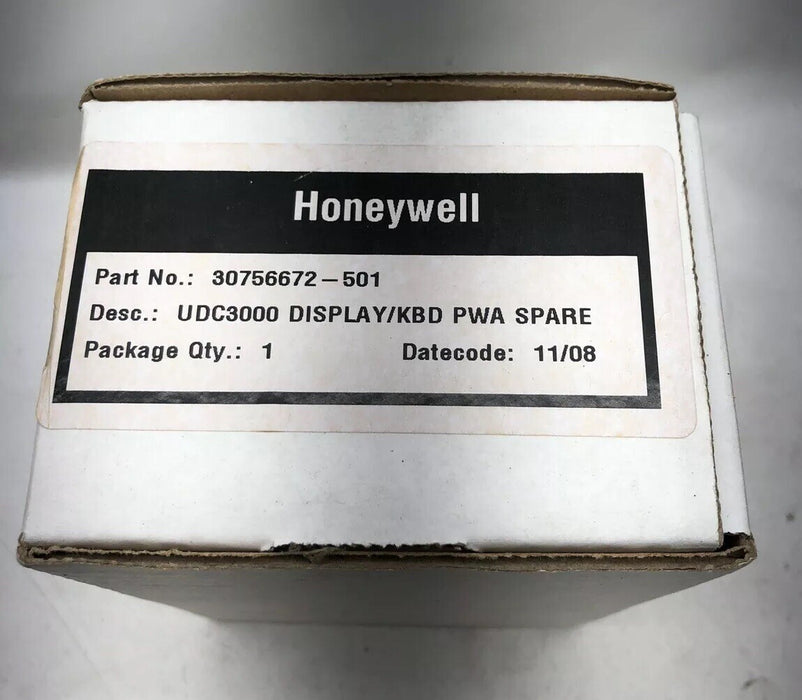 Honeywell
Part No.: 30756672-501
Desc.: UDC3000 DISPLAY/KBD PWA SPARE
Package Qty.: 1 Datecode: 11/08